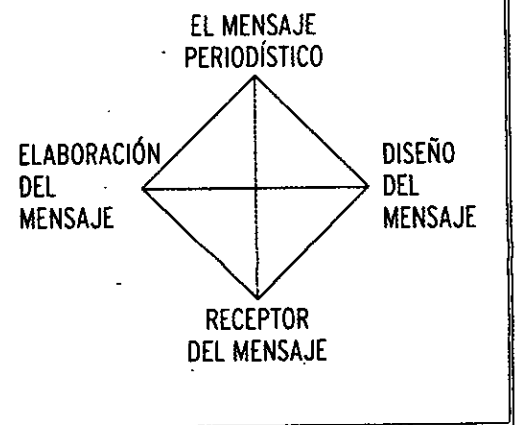 EL MENSAJE
PERIODÍSTICO
ELABORACIÓN
DEL
MENSAJE
DISEÑO
DEL
MENSAJE
RECEPTOR
DEL MENSAJE